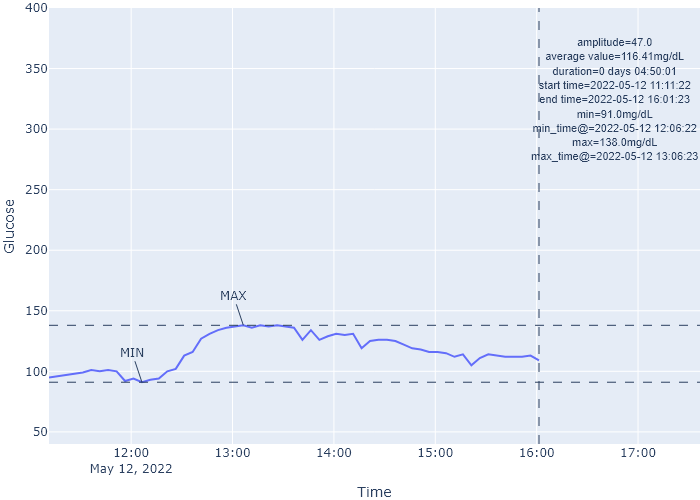 400
amplitude=47.0
average value=116.41mg/dL
350
duration=0 days 04:50:01
start time=2022-05-12 11:11:22
end time=2022-05-12 16:01:23
min=91.0mg/dL
300
min_time@=2022-05-12 12:06:22
max=138.0mg/dL
max_time@=2022-05-12 13:06:23
250
Glucose
200
MAX
150
MIN
100
50
12:00 13:00 14:00 15:00 16:00 17:00
May 12, 2022
Time